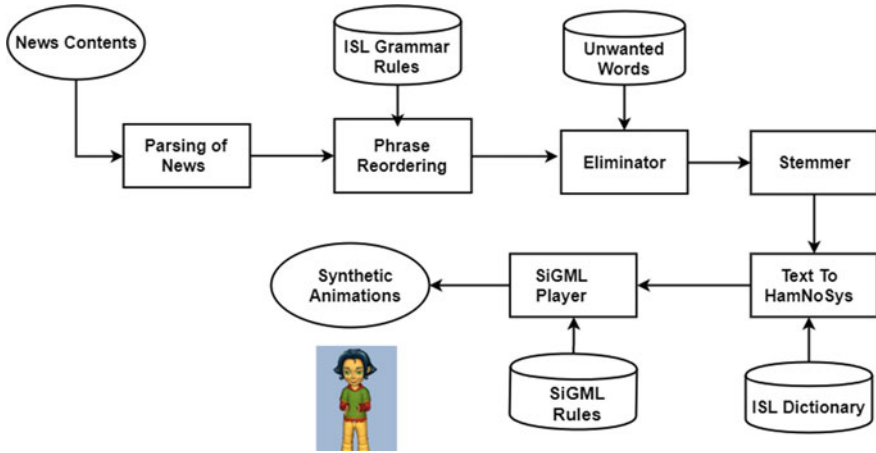 News Contents
ISL Grammar
Rules
Unwanted
Words
Parsing of
News
Phrase
Reordering
Eliminator
Stemmer
Synthetic
Animations
SiGML
Player
Text To
HamNoSys
SiGML
Rules
ISL Dictionary